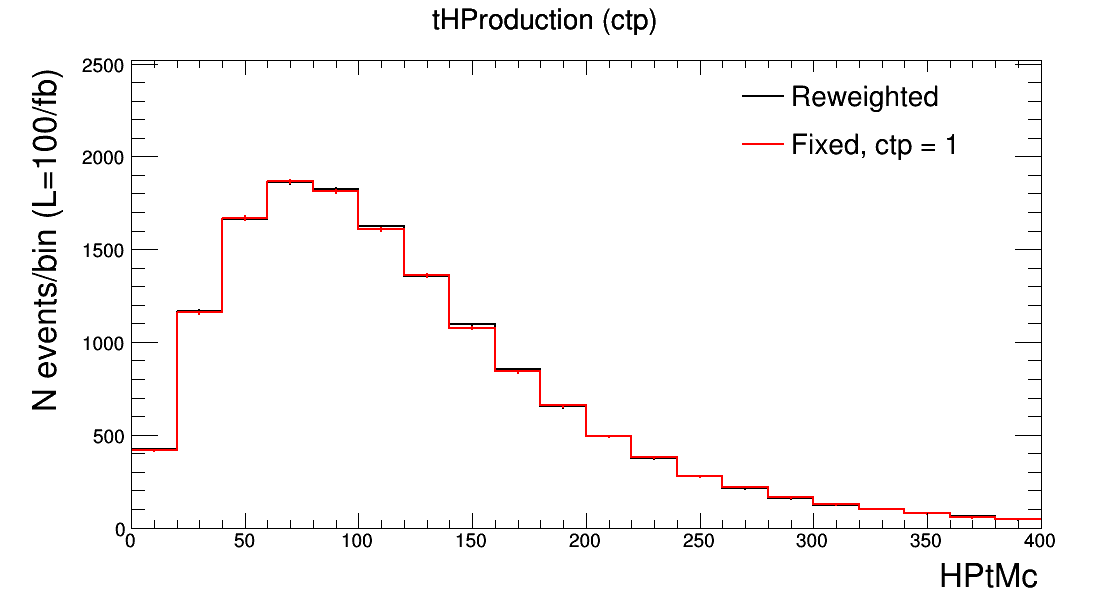 tHProduction (ctp)
N events/bin (L=100/fb)
2500
2000
1500
1000
500
0
Reweighted
Fixed, ctp = 1
0 50 100 150 200 250 300 350 400
HPtMc